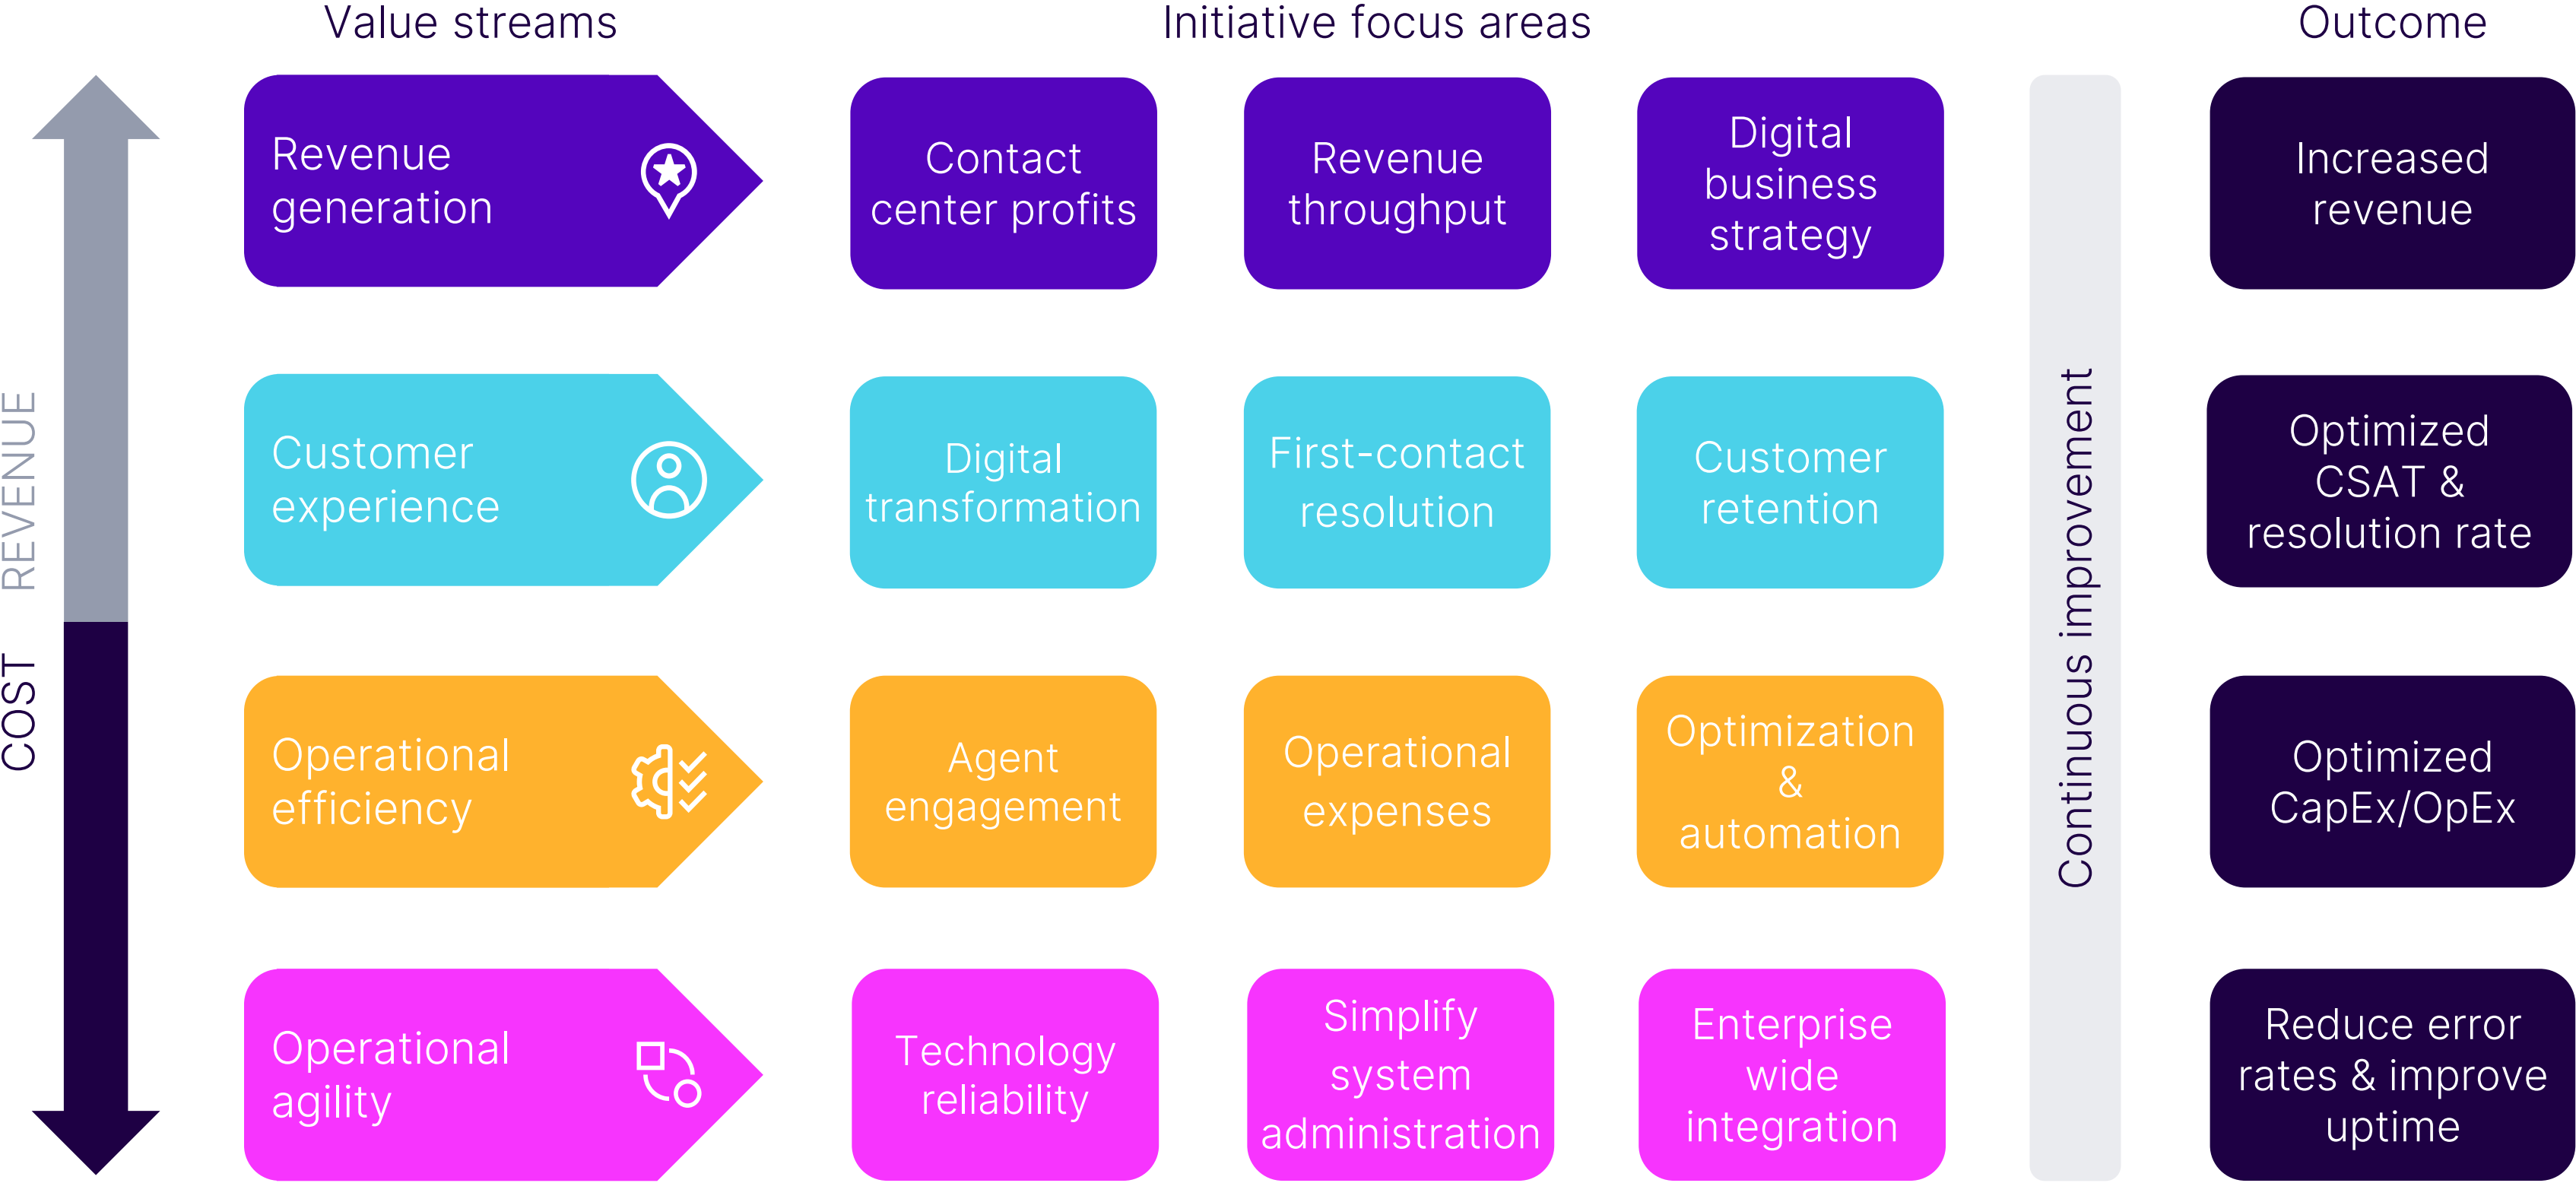 Value streams
Initiative focus areas
Outcome
REVENUE
COST
Revenue
generation
Contact
center profits
Revenue
throughput
Digital
business
strategy
Increased
revenue
Customer
experience
Digital
transformation
First-contact
resolution
Customer
retention
Optimized
CSAT &
resolution rate
Operational
efficiency
Agent
engagement
Operational
expenses
Optimization
&
automation
Optimized
CapEx/OpEx
Operational
agility
Technology
reliability
Simplify
system
administration
Enterprise
wide
integration
Reduce error
rates & improve
uptime
Continuous improvement